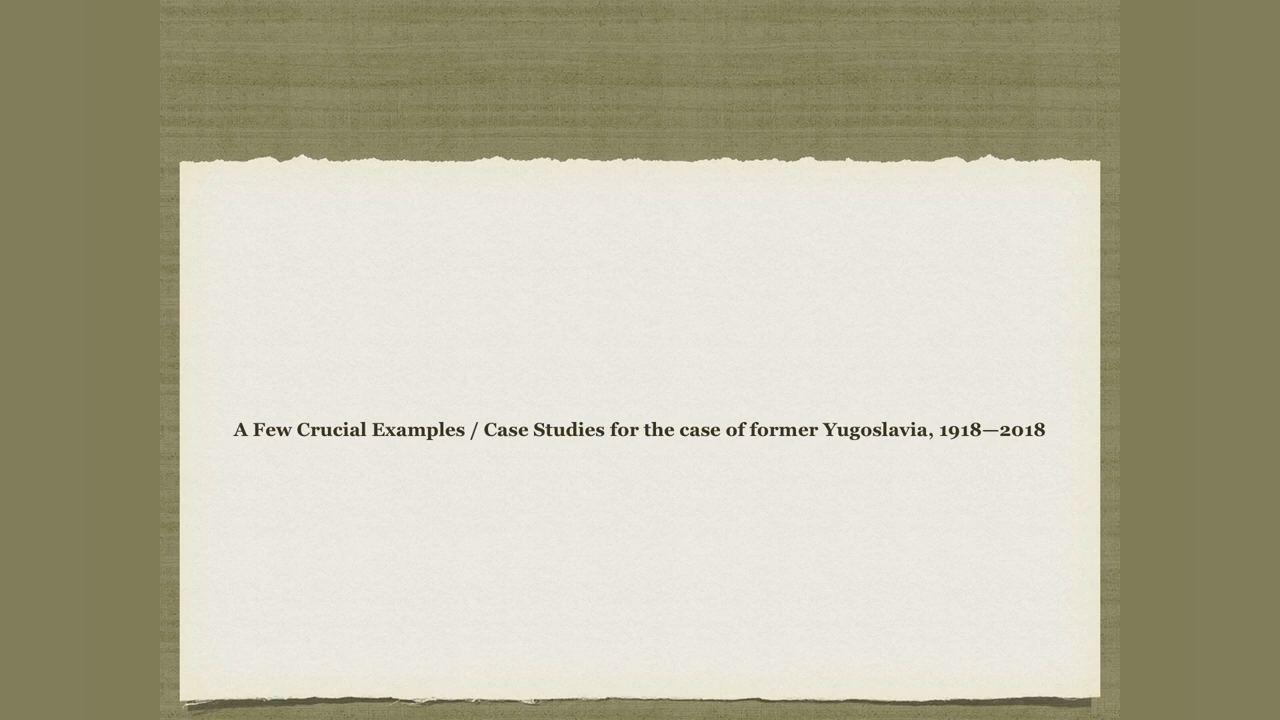 A Few Crucial Examples / Case Studies for the case of former Yugoslavia, 1918—2018